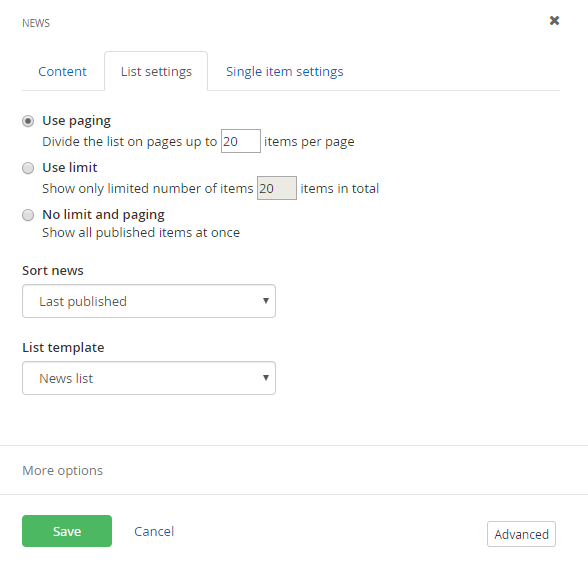 NEWS
Content List settings Single item settings
Use paging
Divide the list on pages up to 20 items per page
Use limit
Show only limited number of items 20 items in total
No limit and paging
Show all published items at once
Sort news
Last published
List template
News list
More options
Save Cancel Advanced